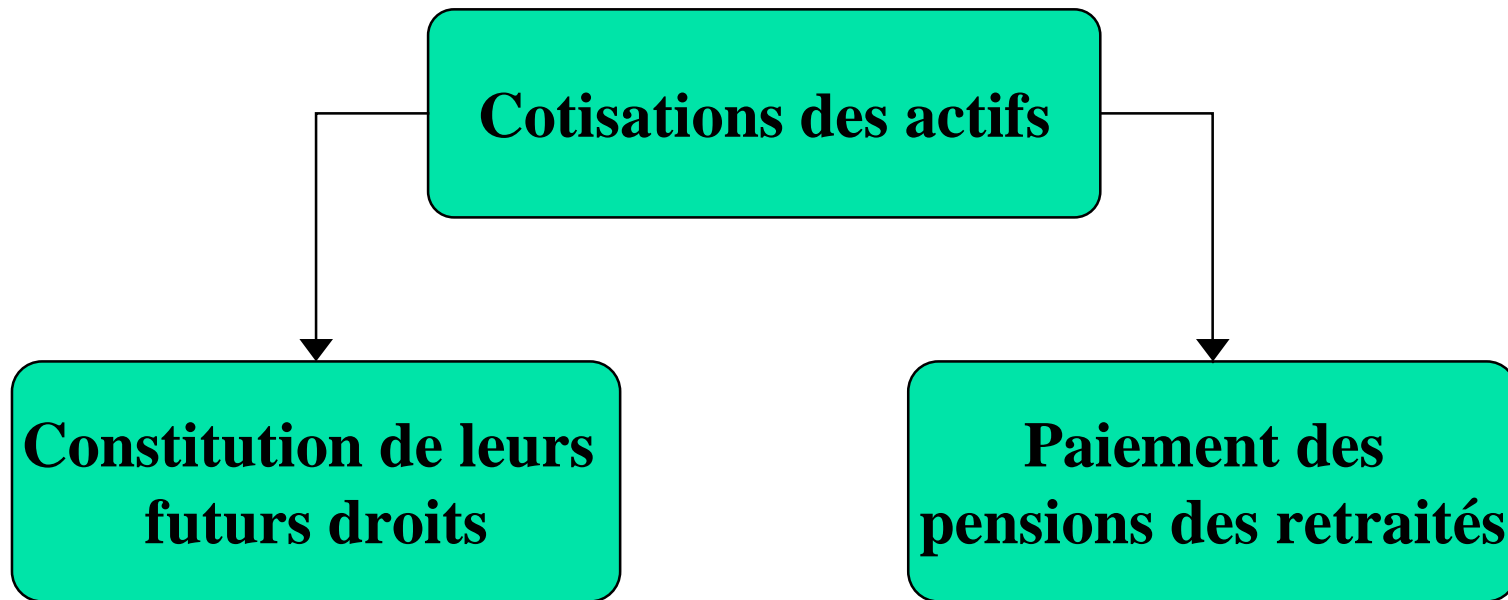 Cotisations des actifs
Constitution de leurs
futurs droits
Paiement des
pensions des retraités